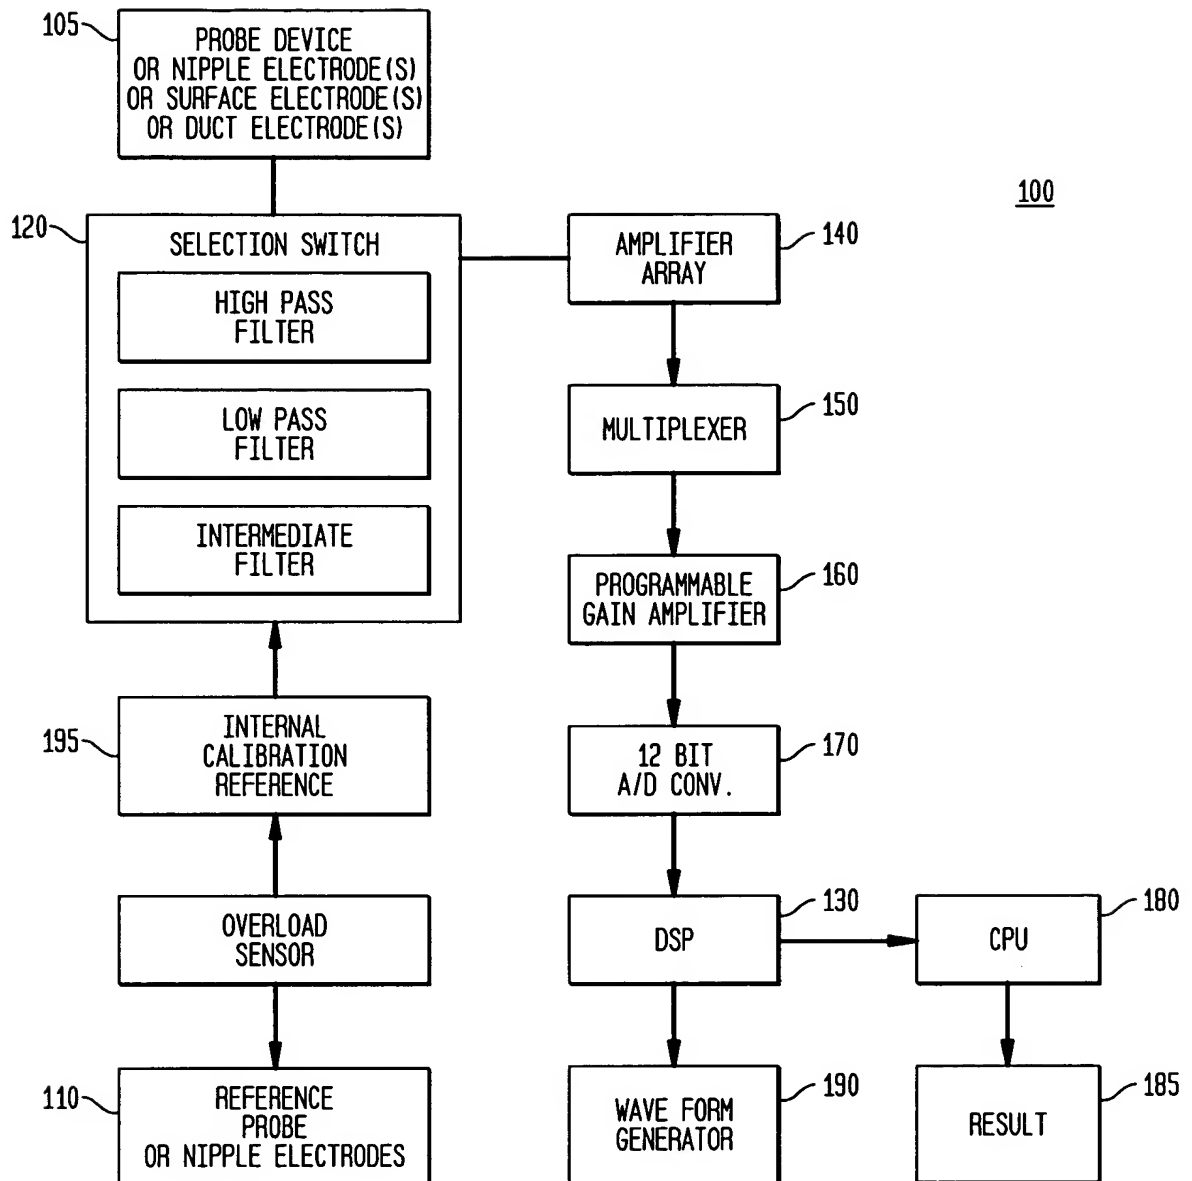 105
PROBE DEVICE
OR NIPPLE ELECTRODE(S)
OR SURFACE ELECTRODE(S)
OR DUCT ELECTRODE(S)
100
120
SELECTION SWITCH
HIGH PASS
FILTER
LOW PASS
FILTER
INTERMEDIATE
FILTER
195
INTERNAL
CALIBRATION
REFERENCE
OVERLOAD
SENSOR
110
REFERENCE
PROBE
OR NIPPLE ELECTRODES
AMPLIFIER
ARRAY
140
MULTIPLEXER
150
PROGRAMMABLE
GAIN AMPLIFIER
160
12 BIT
A/D CONV.
170
DSP
130
WAVE FORM
GENERATOR
190
CPU
180
RESULT
185